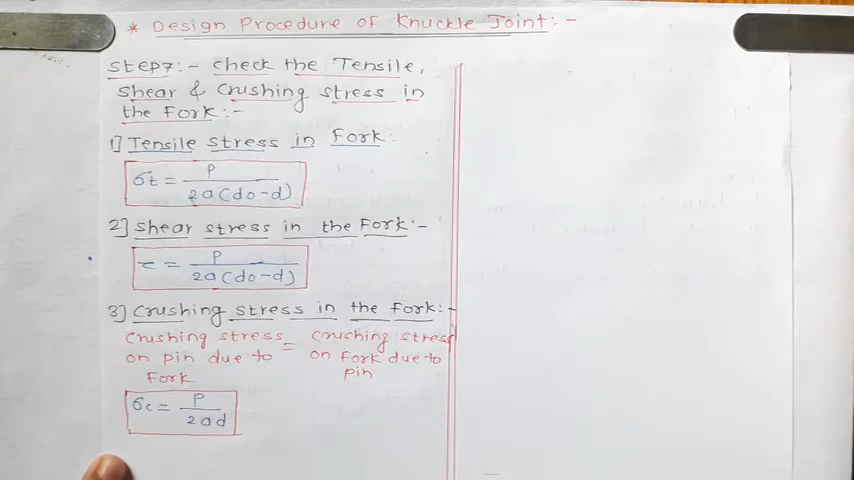 * Design Procedure of Knuckle Joint:-
Step7:- check the Tensile,
shear & crushing stress in
the Fork:-
1] Tensile stress in Fork:
σt = P / 2a(do-d)
2] shear stress in the Fork:-
τ = P / 2a(do-d)
3] crushing stress in the Fork:-
crushing stress = crushing stress
on pin due to on Fork due to
Fork pin
σc = P / 2ad